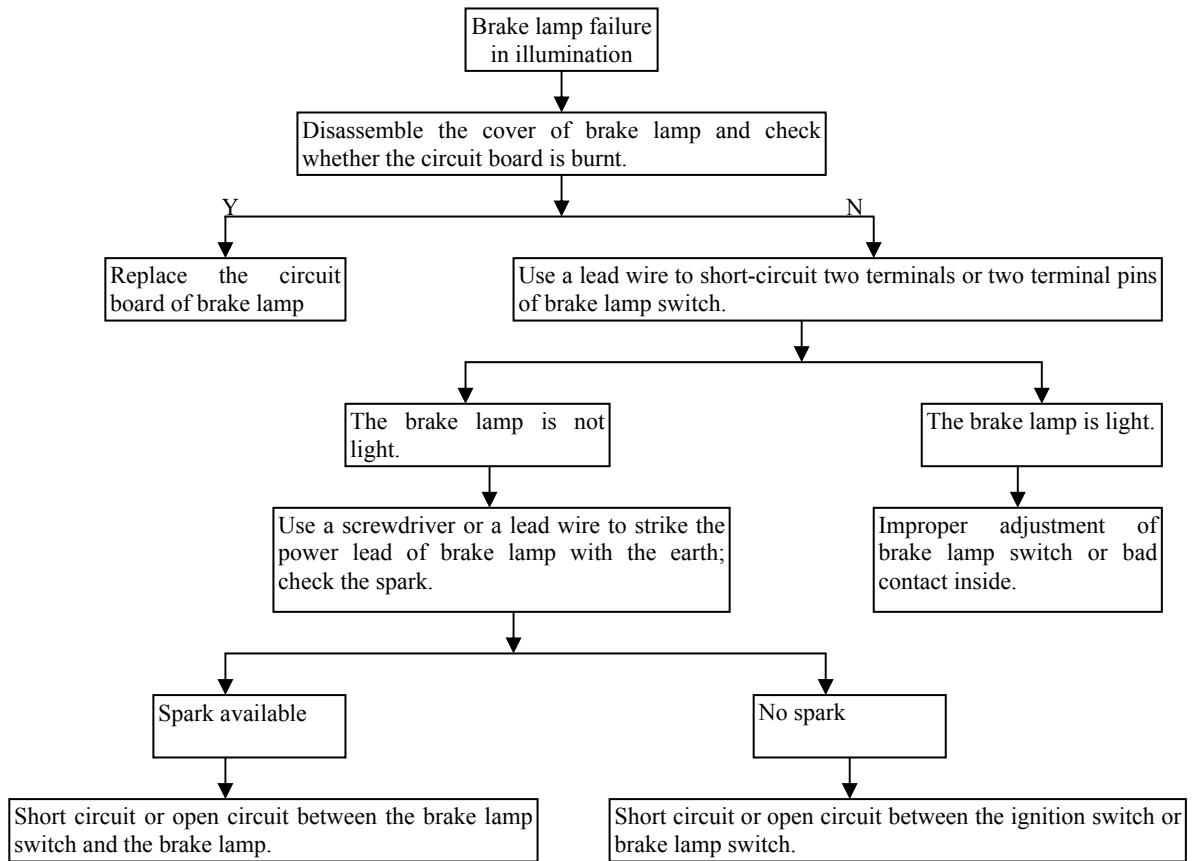 Brake lamp failure
in illumination
Disassemble the cover of brake lamp and check
whether the circuit board is burnt.
Y
N
Replace the circuit
board of brake lamp
Use a lead wire to short-circuit two terminals or two terminal pins
of brake lamp switch.
The brake lamp is not
light.
The brake lamp is light.
Use a screwdriver or a lead wire to strike the
power lead of brake lamp with the earth;
check the spark.
Improper adjustment of
brake lamp switch or bad
contact inside.
Spark available
No spark
Short circuit or open circuit between the brake lamp
switch and the brake lamp.
Short circuit or open circuit between the ignition switch or
brake lamp switch.